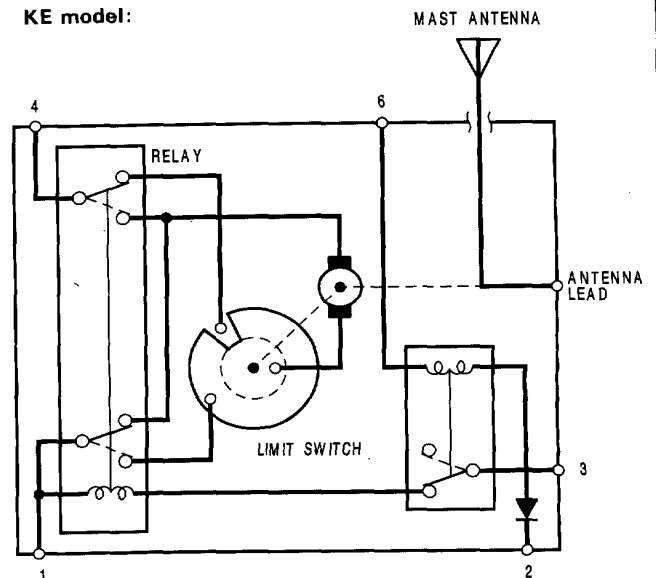 KE model:
MAST ANTENNA
4
6
RELAY
ANTENNA
LEAD
LIMIT SWITCH
3
1
2